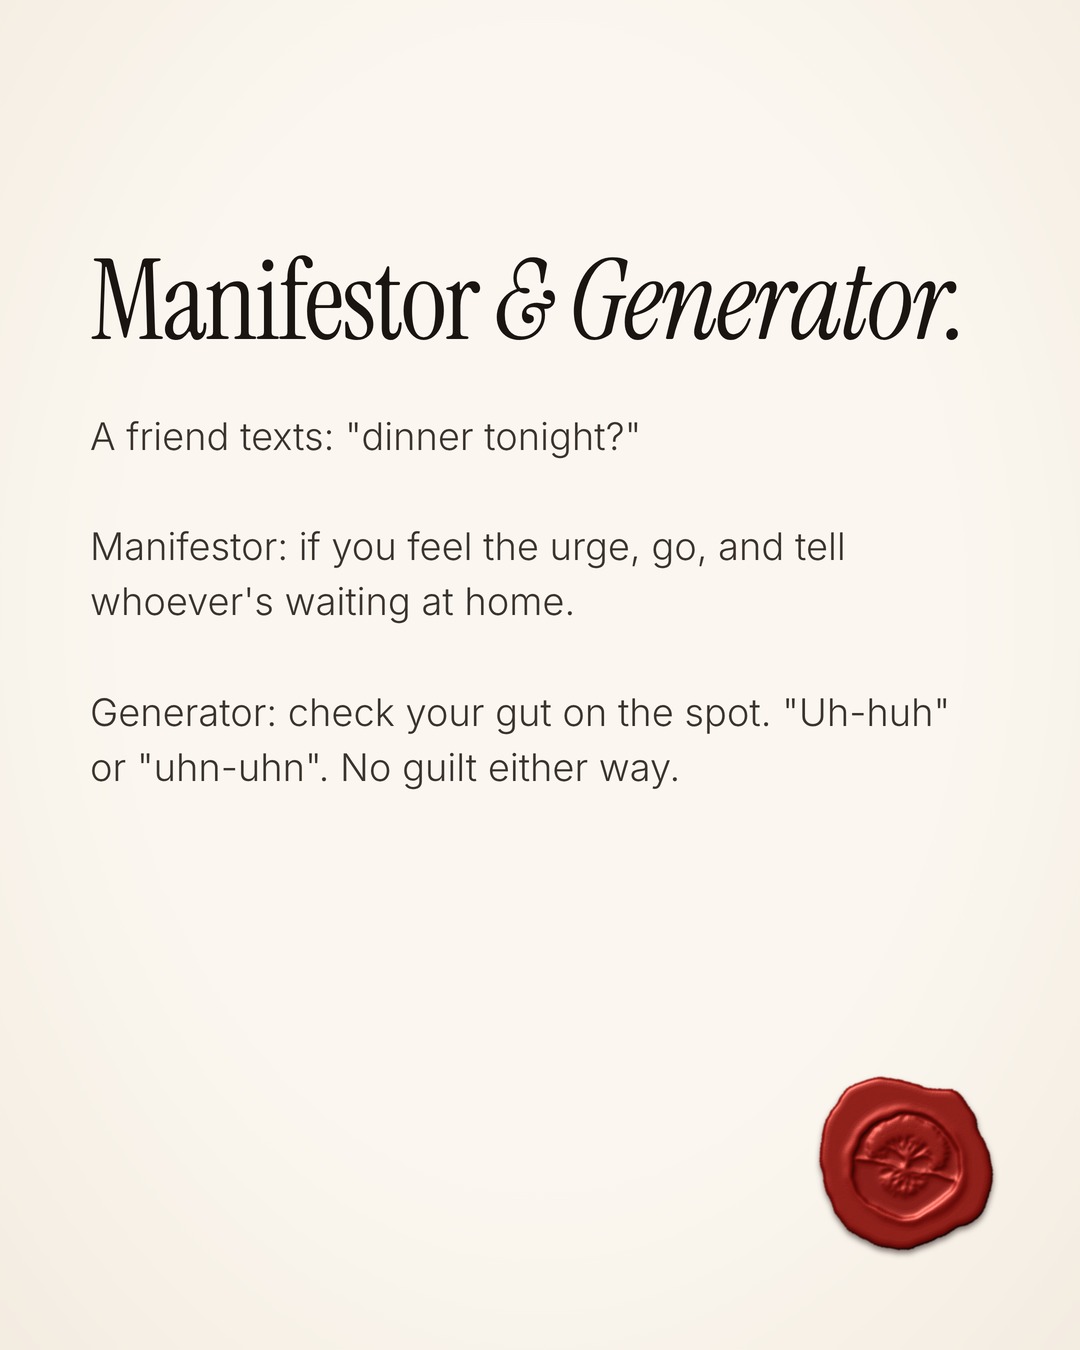 Manifestor & Generator.
A friend texts: "dinner tonight?"
Manifestor: if you feel the urge, go, and tell
whoever's waiting at home.
Generator: check your gut on the spot. "Uh-huh"
or "uhn-uhn". No guilt either way.